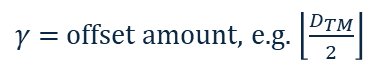 γ = offset amount, e.g. ⌊D_TM / 2⌋